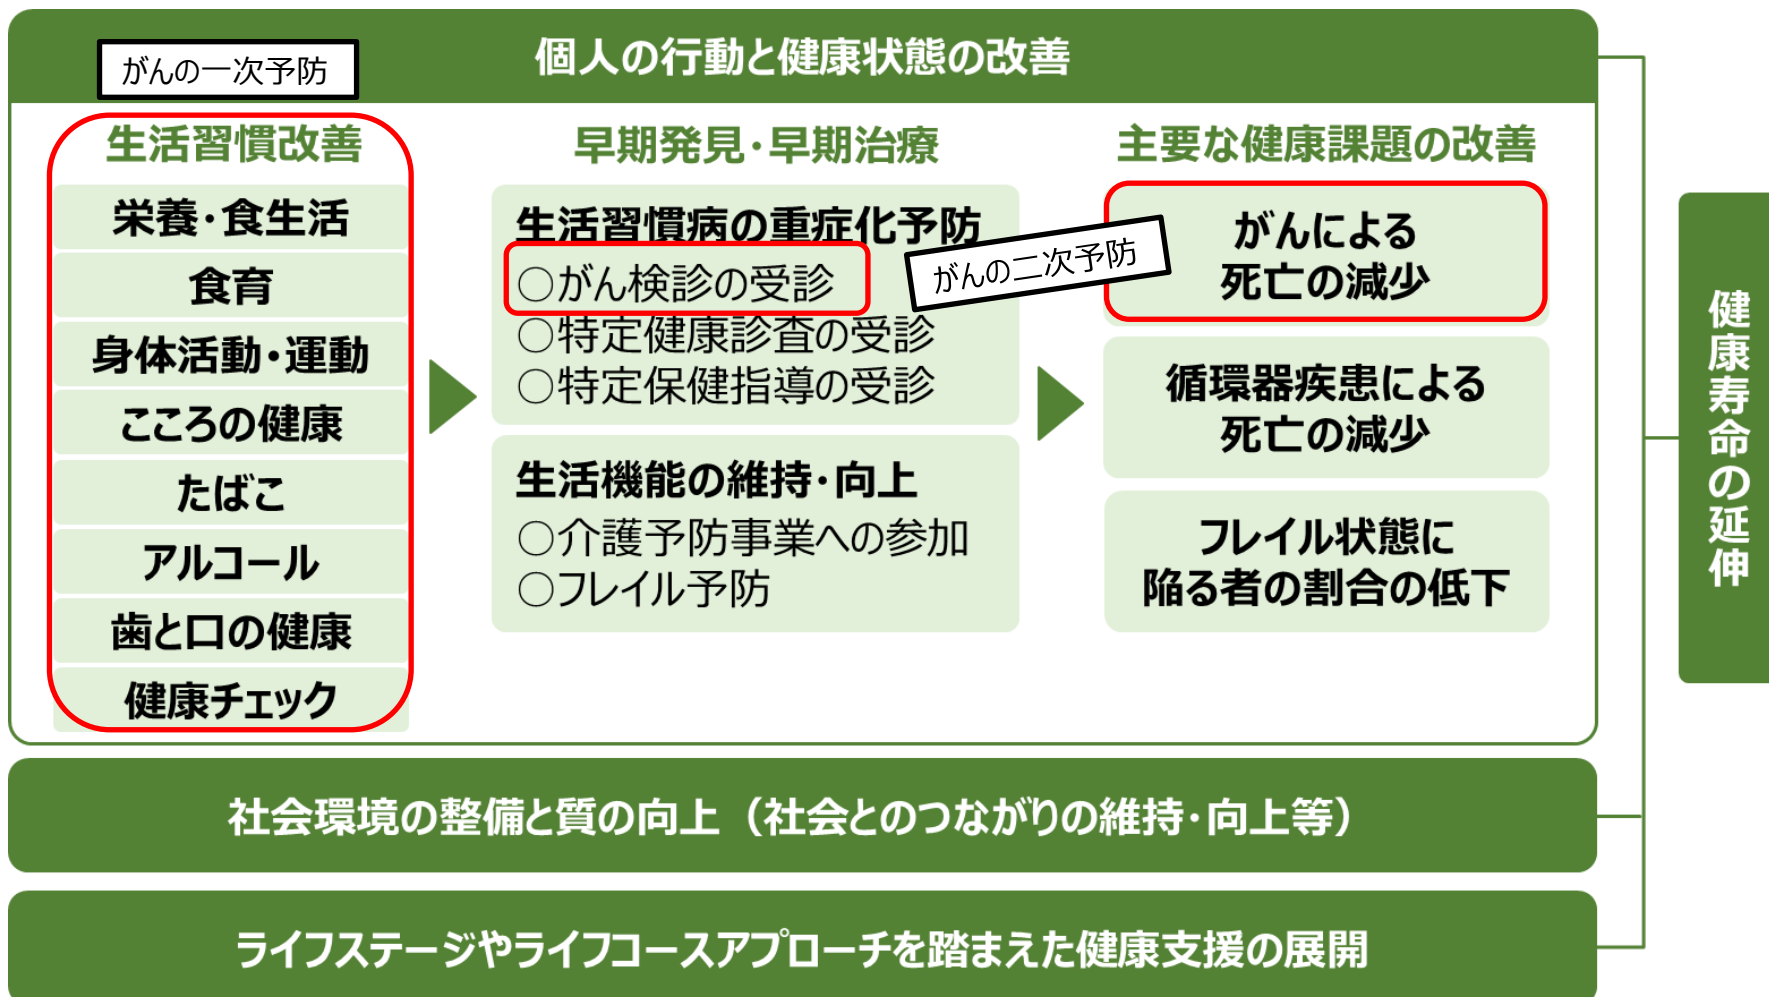 個人の行動と健康状態の改善
がんの一次予防
生活習慣改善
栄養・食生活
食育
身体活動・運動
こころの健康
たばこ
アルコール
歯と口の健康
健康チェック
早期発見・早期治療
生活習慣病の重症化予防
○がん検診の受診
○特定健康診査の受診
○特定保健指導の受診
がんの二次予防
生活機能の維持・向上
○介護予防事業への参加
○フレイル予防
主要な健康課題の改善
がんによる
死亡の減少
循環器疾患による
死亡の減少
フレイル状態に
陥る者の割合の低下
健康寿命の延伸
社会環境の整備と質の向上（社会とのつながりの維持・向上等）
ライフステージやライフコースアプローチを踏まえた健康支援の展開